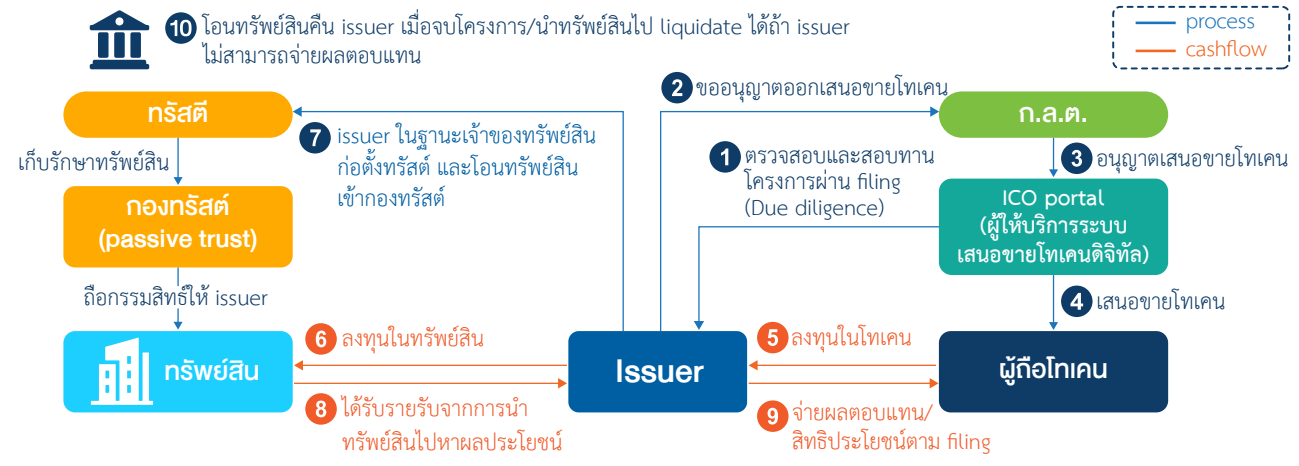 10 โอนทรัพย์สินคืน issuer เมื่อจบโครงการ/นำทรัพย์สินไป liquidate ได้ถ้า issuer
ไม่สามารถจ่ายผลตอบแทน
process
cashflow
ทรัสตี
2 ขออนุญาตออกเสนอขายโทเคน
ก.ล.ต.
เก็บรักษาทรัพย์สิน
7 issuer ในฐานะเจ้าของทรัพย์สิน
ก่อตั้งทรัสต์ และโอนทรัพย์สิน
เข้ากองทรัสต์
1 ตรวจสอบและสอบทาน
โครงการผ่าน filing
(Due diligence)
3 อนุญาตเสนอขายโทเคน
กองทรัสต์
(passive trust)
ICO portal
(ผู้ให้บริการระบบ
เสนอขายโทเคนดิจิทัล)
ถือกรรมสิทธ์ให้ issuer
4 เสนอขายโทเคน
6 ลงทุนในทรัพย์สิน
5 ลงทุนในโทเคน
ทรัพย์สิน
Issuer
ผู้ถือโทเคน
8 ได้รับรายรับจากการนำ
ทรัพย์สินไปหาผลประโยชน์
9 จ่ายผลตอบแทน/
สิทธิประโยชน์ตาม filing